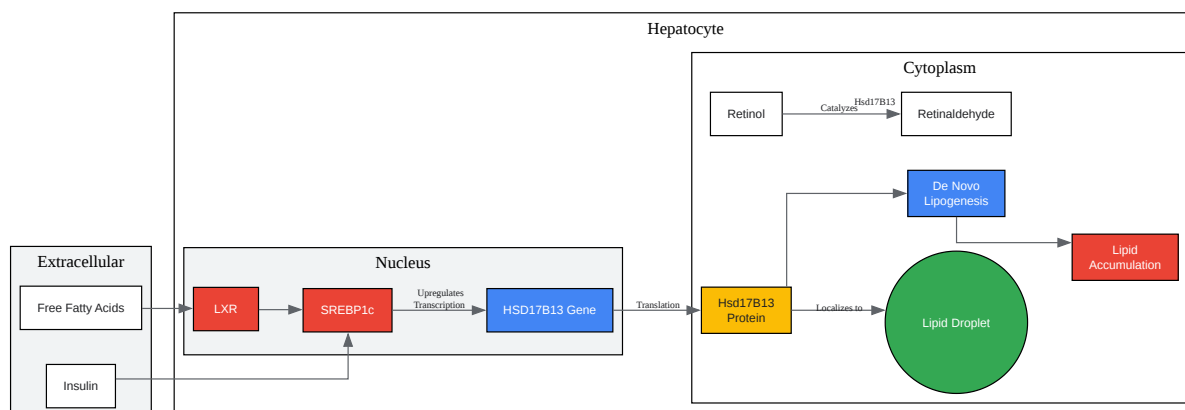 Hepatocyte
Cytoplasm
Retinol
Catalyzes
Hsd17B13
Retinaldehyde
De Novo
Lipogenesis
Lipid
Accumulation
Extracellular
Free Fatty Acids
Insulin
Nucleus
LXR
SREBP1c
Upregulates
Transcription
HSD17B13 Gene
Translation
Hsd17B13
Protein
Localizes to
Lipid Droplet